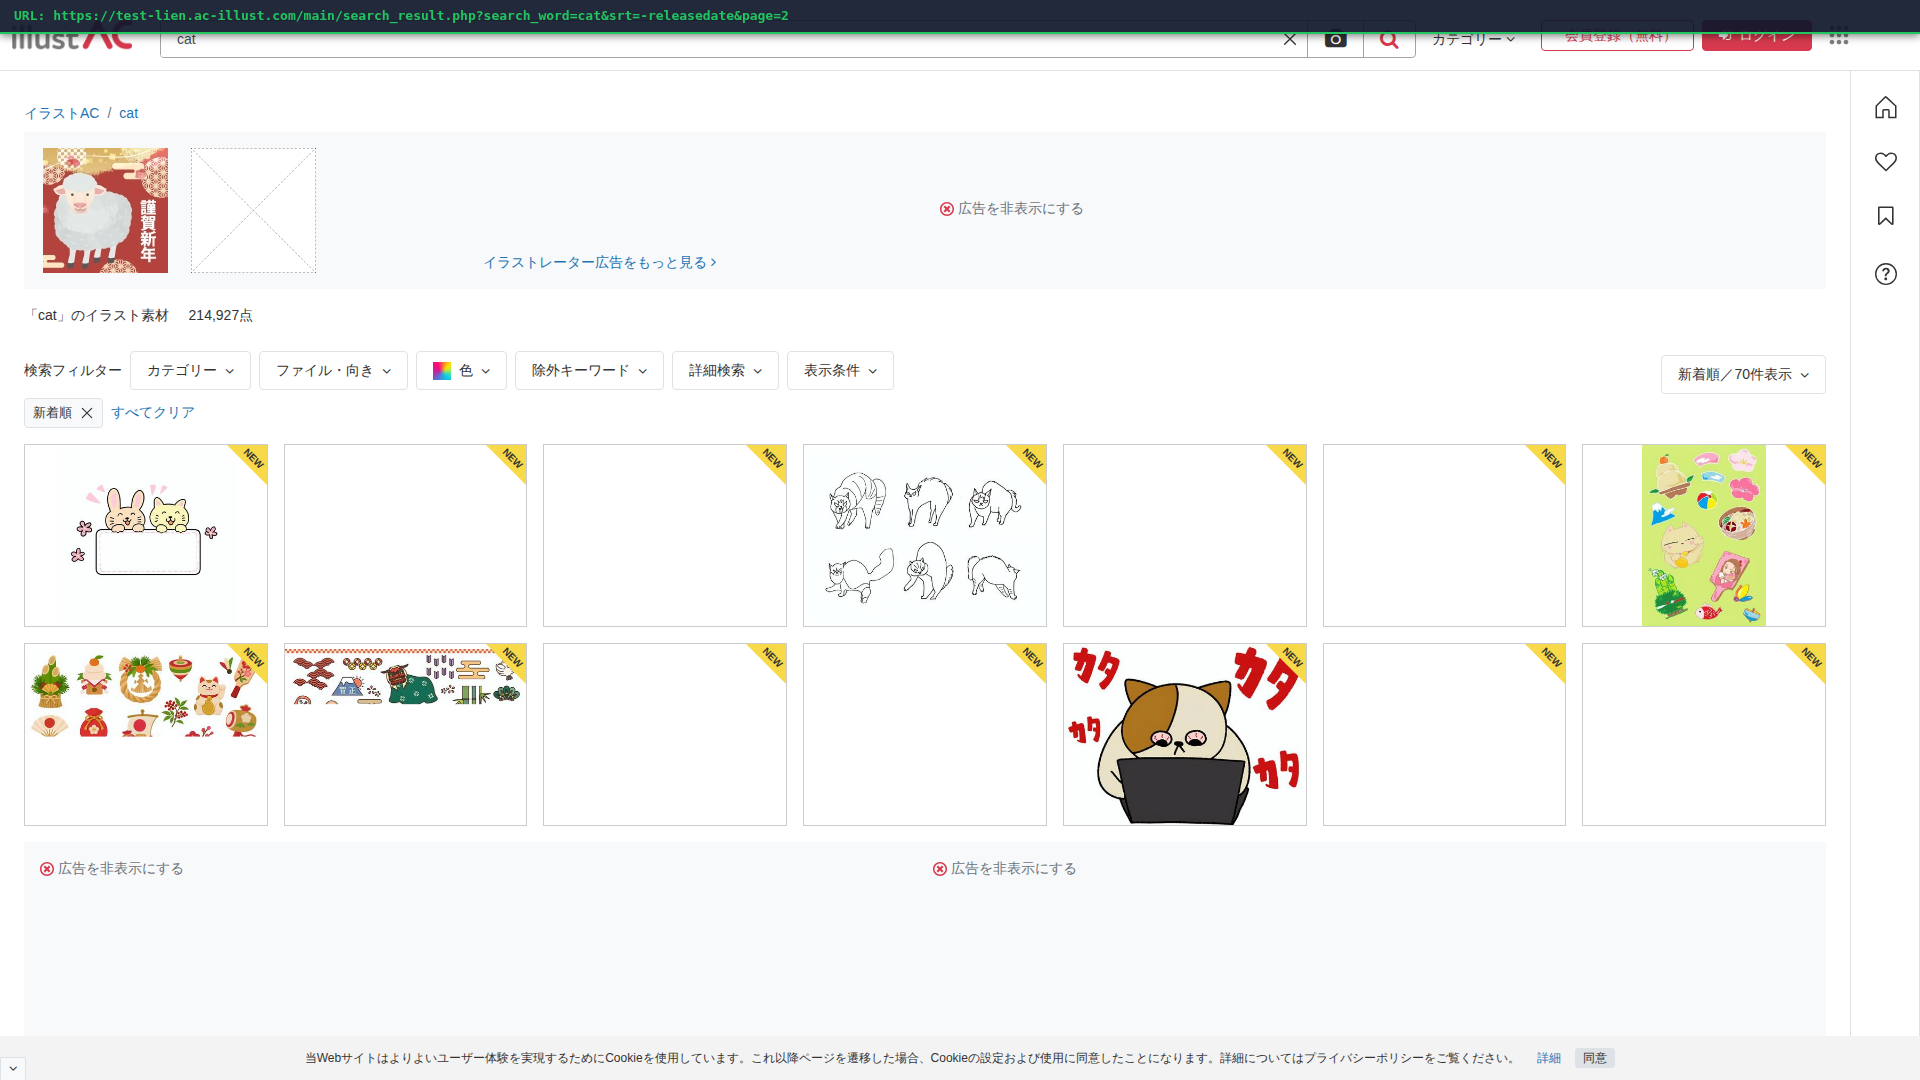 URL: https://test-lien.ac-illust.com/main/search_result.php?search_word=cat&srt=-releasedate&page=2
illust AC
cat
カテゴリー
会員登録（無料）
ログイン
イラストAC / cat
謹賀新年
広告を非表示にする
イラストレーター広告をもっと見る
「cat」のイラスト素材 214,927点
検索フィルター
カテゴリー
ファイル・向き
色
除外キーワード
詳細検索
表示条件
新着順／70件表示
新着順
すべてクリア
NEW
NEW
NEW
NEW
NEW
NEW
NEW
NEW
NEW
NEW
NEW
NEW
NEW
NEW
カタ
カタ
カタ
カタ
広告を非表示にする
広告を非表示にする
当Webサイトはよりよいユーザー体験を実現するためにCookieを使用しています。これ以降ページを遷移した場合、Cookieの設定および使用に同意したことになります。詳細についてはプライバシーポリシーをご覧ください。
詳細
同意